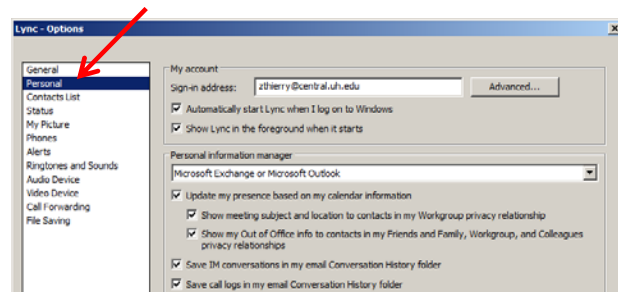 Lync - Options
General
Personal
Contacts List
Status
My Picture
Phones
Alerts
Ringtones and Sounds
Audio Device
Video Device
Call Forwarding
File Saving
My account
Sign-in address: zthierry@central.uh.edu Advanced...
Automatically start Lync when I log on to Windows
Show Lync in the foreground when it starts
Personal information manager
Microsoft Exchange or Microsoft Outlook
Update my presence based on my calendar information
Show meeting subject and location to contacts in my Workgroup privacy relationship
Show my Out of Office info to contacts in my Friends and Family, Workgroup, and Colleagues
privacy relationships
Save IM conversations in my email Conversation History folder
Save call logs in my email Conversation History folder